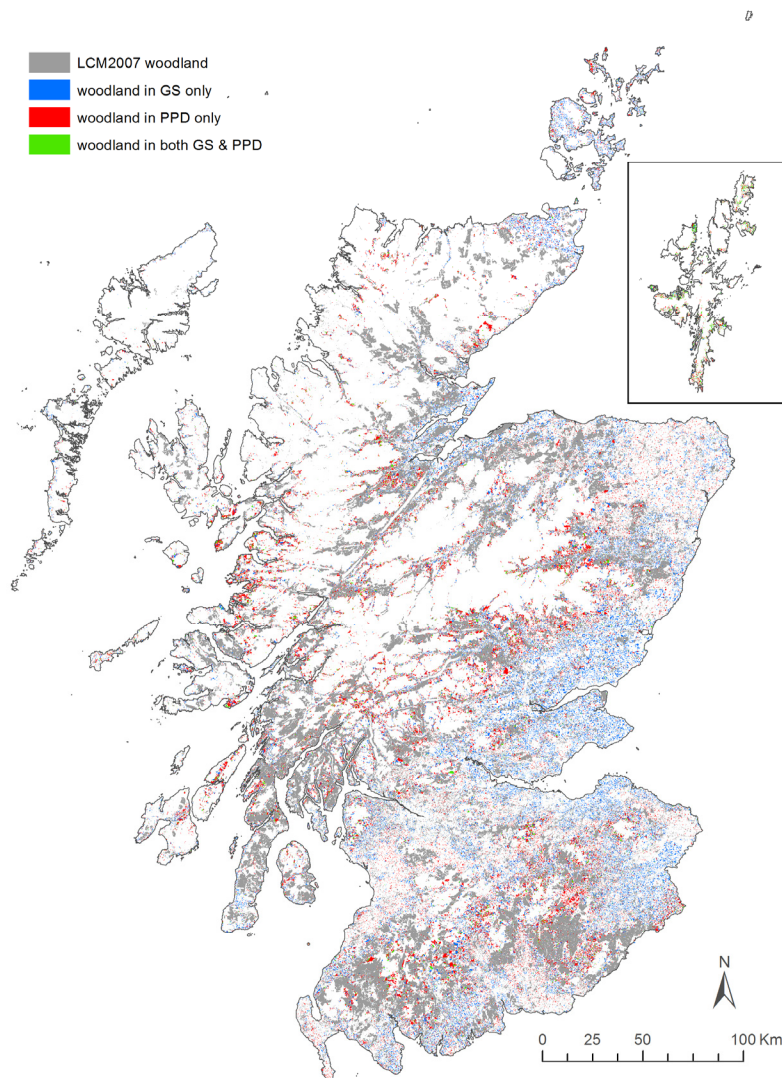 LCM2007 woodland
woodland in GS only
woodland in PPD only
woodland in both GS & PPD
N
0 25 50 100 Km